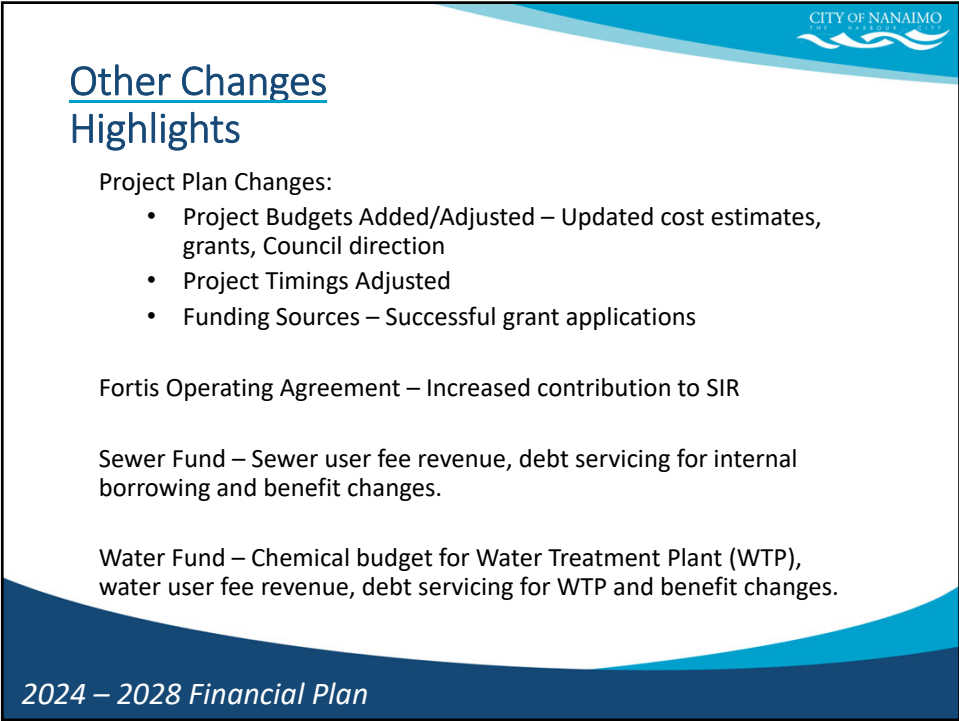 CITY OF NANAIMO
THE HARBOUR CITY
Other Changes
Highlights
Project Plan Changes:
• Project Budgets Added/Adjusted – Updated cost estimates,
grants, Council direction
• Project Timings Adjusted
• Funding Sources – Successful grant applications
Fortis Operating Agreement – Increased contribution to SIR
Sewer Fund – Sewer user fee revenue, debt servicing for internal
borrowing and benefit changes.
Water Fund – Chemical budget for Water Treatment Plant (WTP),
water user fee revenue, debt servicing for WTP and benefit changes.
2024 – 2028 Financial Plan